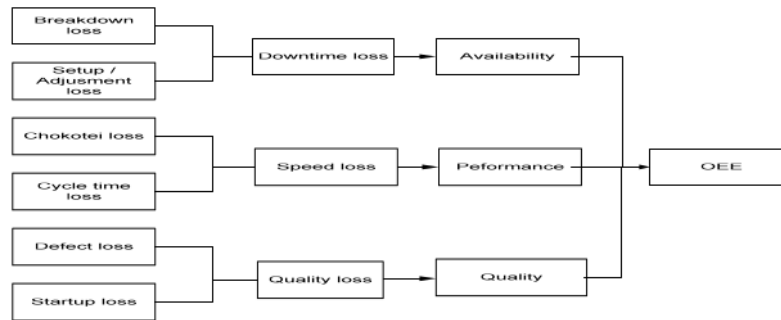 Breakdown
loss
Downtime loss
Availability
Setup /
Adjusment
loss
Chokotei loss
Speed loss
Peformance
OEE
Cycle time
loss
Defect loss
Quality loss
Quality
Startup loss